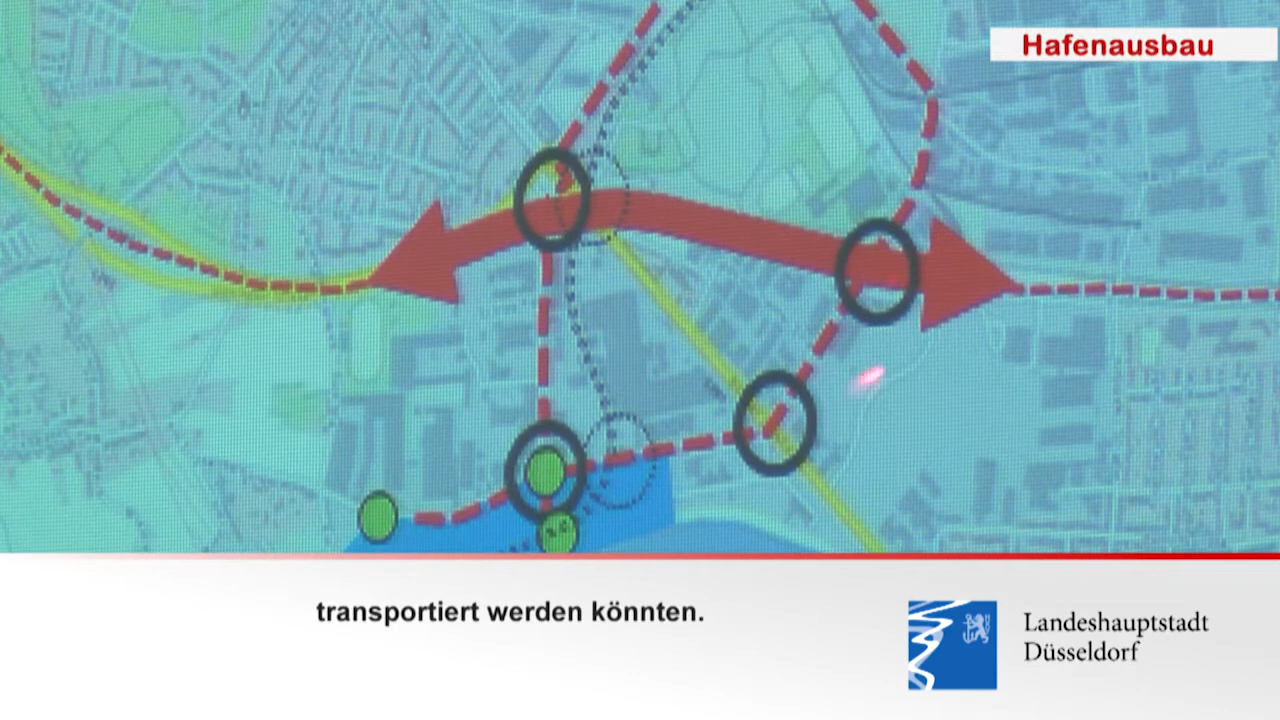 Hafenausbau
transportiert werden könnten.
Landeshauptstadt
Düsseldorf